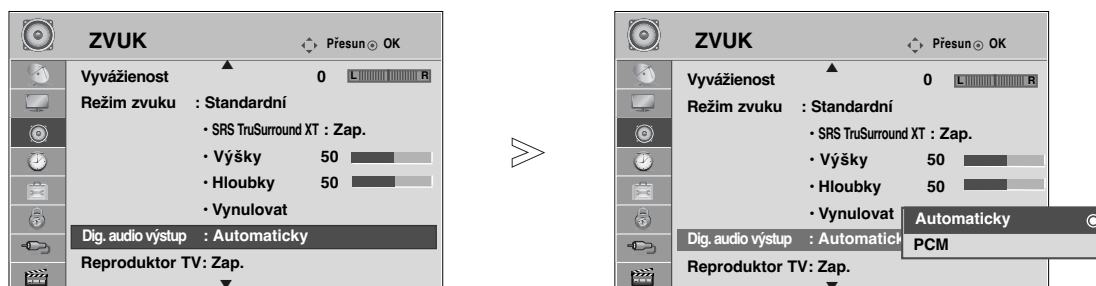 ZVUK
Přesun OK
Vyvážienost 0 L R
Režim zvuku : Standardní
• SRS TruSurround XT : Zap.
• Výšky 50
• Hloubky 50
• Vynulovat
Dig. audio výstup : Automaticky
Reproduktor TV: Zap.
ZVUK
Přesun OK
Vyvážienost 0 L R
Režim zvuku : Standardní
• SRS TruSurround XT : Zap.
• Výšky 50
• Hloubky 50
• Vynulovat
Dig. audio výstup : Automatick
Automaticky
PCM
Reproduktor TV: Zap.